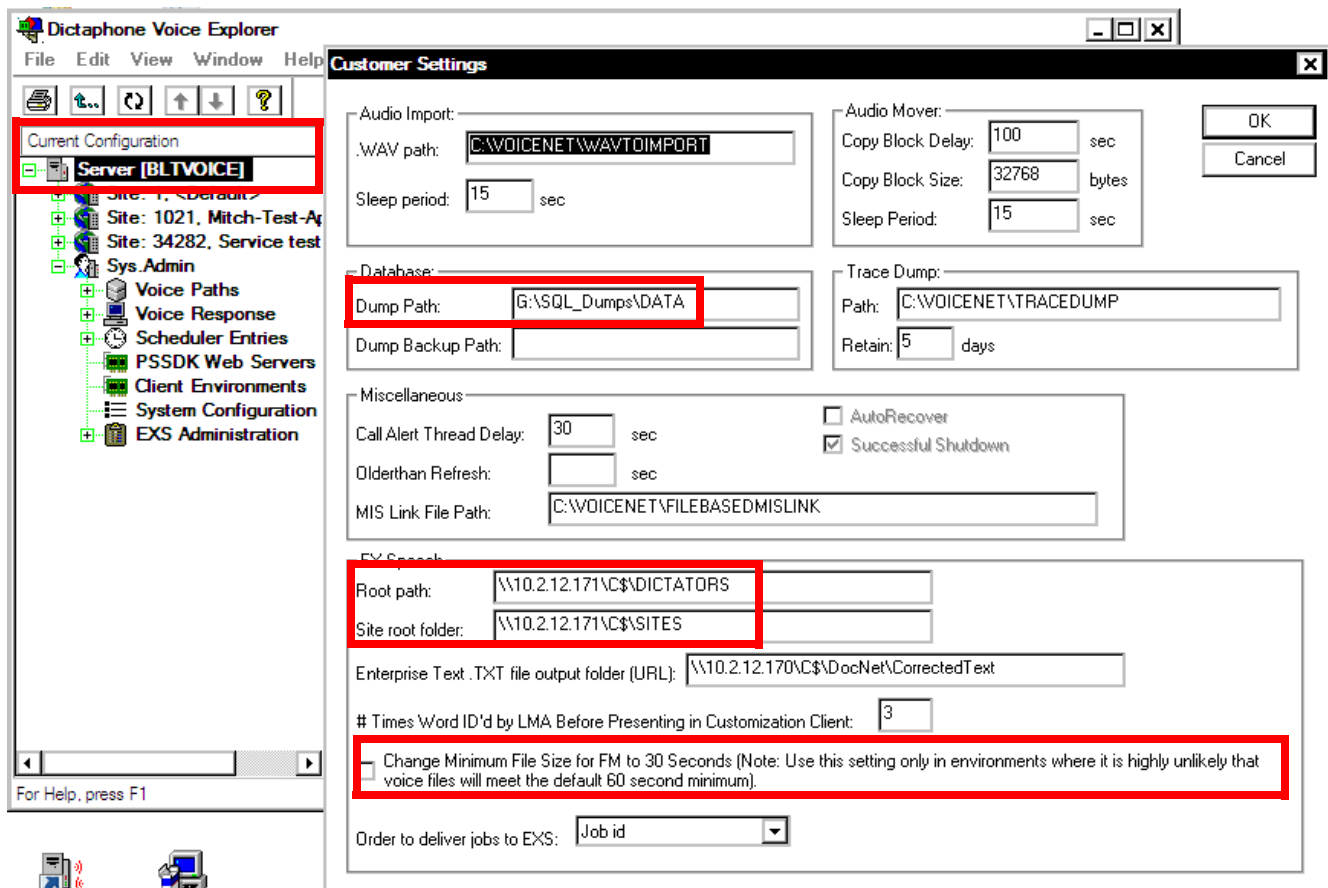 Dictaphone Voice Explorer
File Edit View Window Help
Current Configuration
Server [BLTVOICE]
Site: 1, <Default>
Site: 1021, Mitch-Test-Ap
Site: 34282, Service test
Sys.Admin
Voice Paths
Voice Response
Scheduler Entries
PSSDK Web Servers
Client Environments
System Configuration
EXS Administration
For Help, press F1
Customer Settings
Audio Import:
.WAV path: C:\VOICENET\WAVTOIMPORT
Sleep period: 15 sec
Audio Mover:
Copy Block Delay: 100 sec
Copy Block Size: 32768 bytes
Sleep Period: 15 sec
OK
Cancel
Database:
Dump Path: G:\SQL_Dumps\DATA
Dump Backup Path:
Trace Dump:
Path: C:\VOICENET\TRACEDUMP
Retain: 5 days
Miscellaneous
Call Alert Thread Delay: 30 sec
Olderthan Refresh: sec
MIS Link File Path: C:\VOICENET\FILEBASEDMISLINK
AutoRecover
Successful Shutdown
EX Speech
Root path: \\10.2.12.171\C$\DICTATORS
Site root folder: \\10.2.12.171\C$\SITES
Enterprise Text .TXT file output folder (URL): \\10.2.12.170\C$\DocNet\CorrectedText
# Times Word ID'd by LMA Before Presenting in Customization Client: 3
Change Minimum File Size for FM to 30 Seconds (Note: Use this setting only in environments where it is highly unlikely that
voice files will meet the default 60 second minimum).
Order to deliver jobs to EXS: Job id